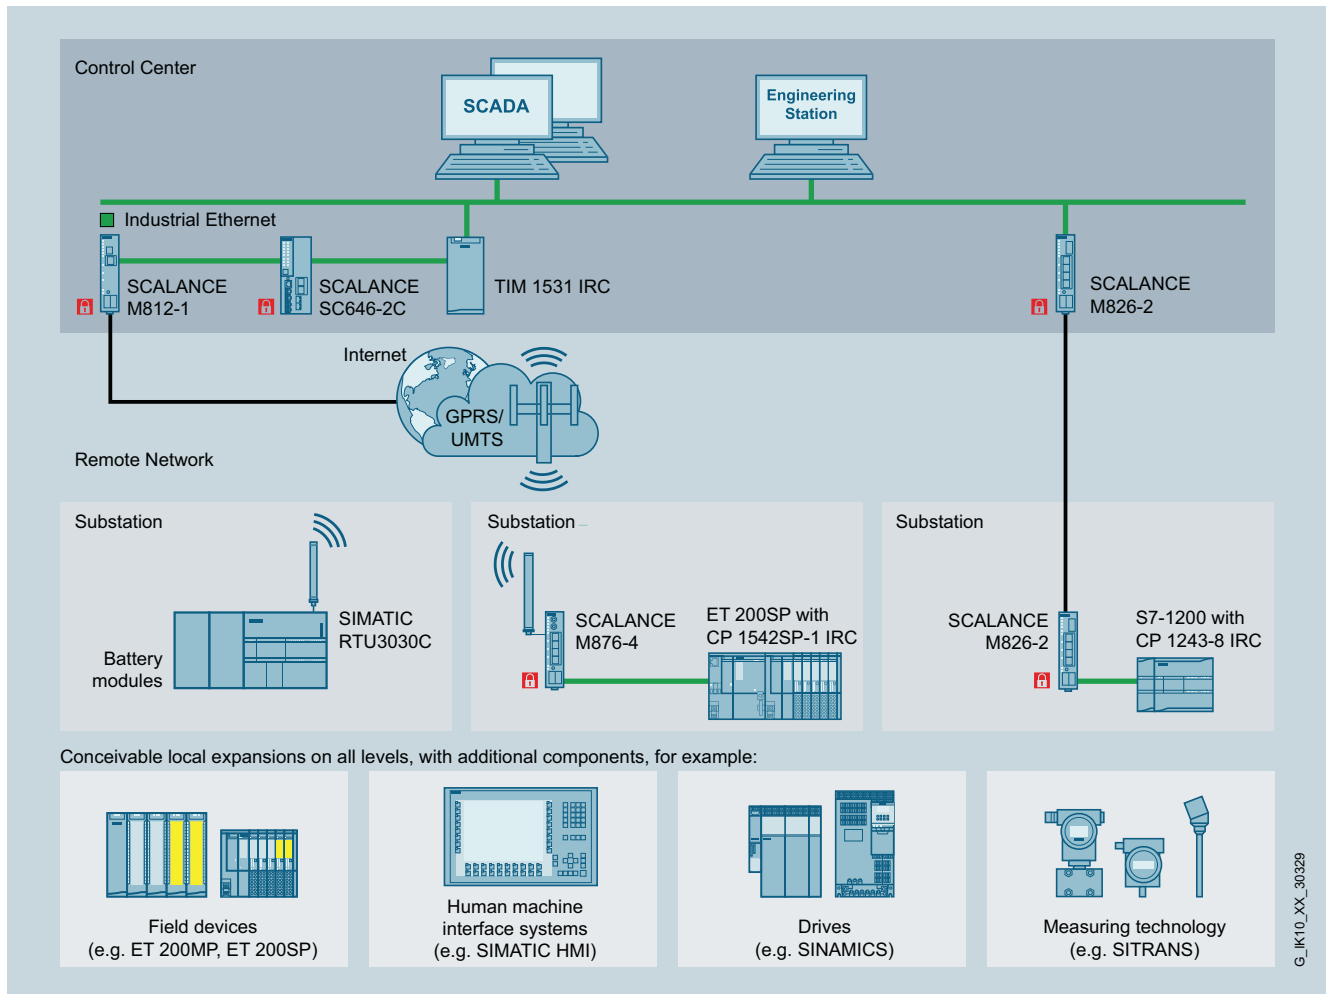 Control Center
SCADA
Engineering
Station
Industrial Ethernet
SCALANCE
M812-1
SCALANCE
SC646-2C
TIM 1531 IRC
SCALANCE
M826-2
Internet
GPRS/
UMTS
Remote Network
Substation
SIMATIC
RTU3030C
Battery
modules
Substation
SCALANCE
M876-4
ET 200SP with
CP 1542SP-1 IRC
Substation
SCALANCE
M826-2
S7-1200 with
CP 1243-8 IRC
Conceivable local expansions on all levels, with additional components, for example:
Field devices
(e.g. ET 200MP, ET 200SP)
Human machine
interface systems
(e.g. SIMATIC HMI)
Drives
(e.g. SINAMICS)
Measuring technology
(e.g. SITRANS)
G_IK10_XX_30329